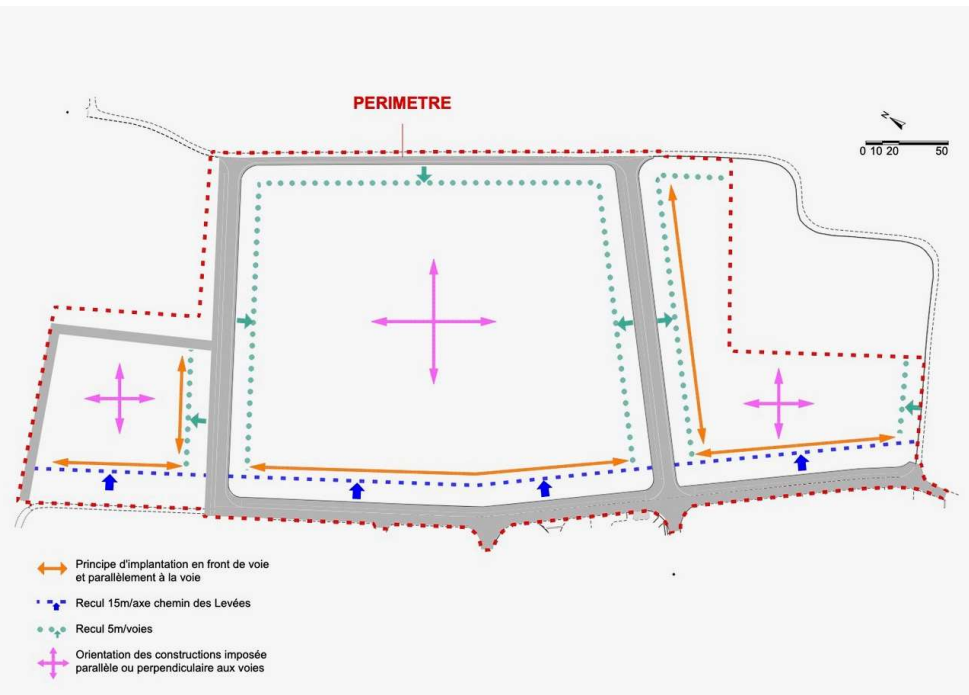 PERIMETRE
N
0 10 20 50
Principe d'implantation en front de voie
et parallèlement à la voie
Recul 15m/axe chemin des Levées
Recul 5m/voies
Orientation des constructions imposée
parallèle ou perpendiculaire aux voies